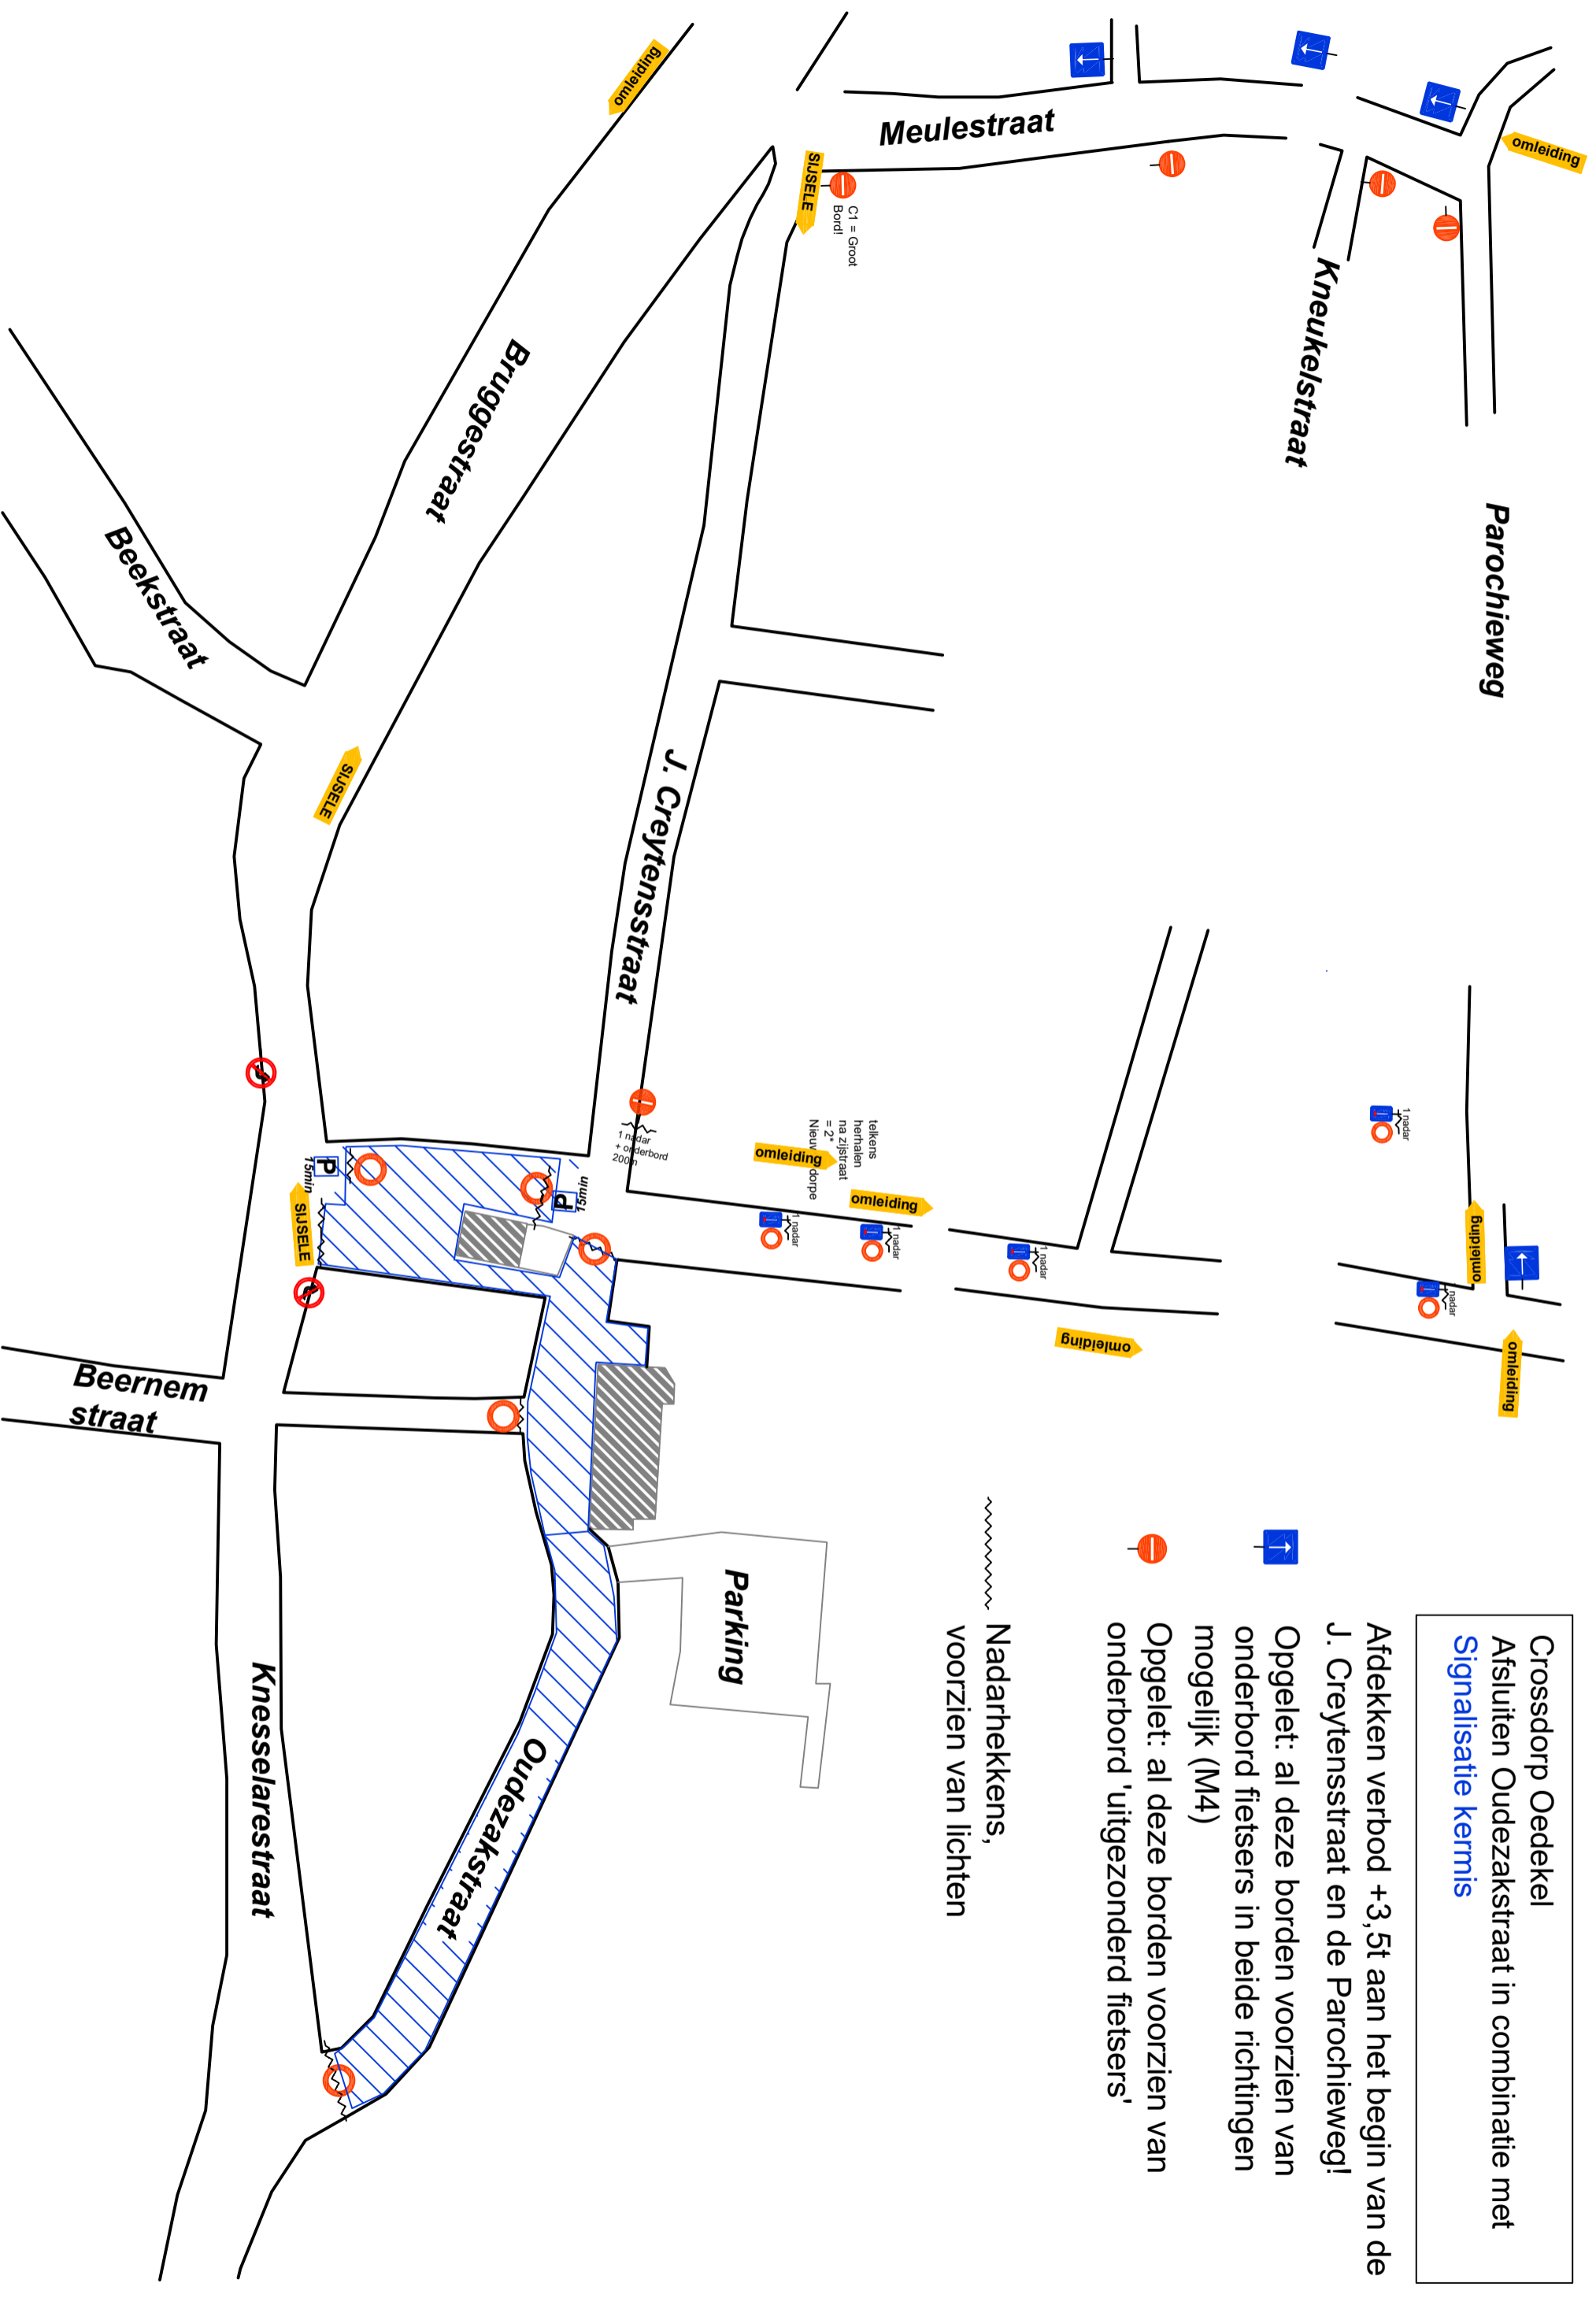 Crossdorp Oedekel
Afsluiten Oudezakstraat in combinatie met
Signalisatie kermis
Afdekken verbod +3,5t aan het begin van de
J. Creytensstraat en de Parochieweg!
Opgelet: al deze borden voorzien van
onderbord fietsers in beide richtingen
mogelijk (M4)
Opgelet: al deze borden voorzien van
onderbord 'uitgezonderd fietsers'
Nadarhekkens,
voorzien van lichten
omleiding
Parochieweg
omleiding
omleiding
1 nadar
1 nadar
Kneukelstraat
Meulestraat
C1 = Groot
Bord!
SIJSELE
omleiding
1 nadar
telkens
herhalen
na zijstraat
= 2*
omleiding
omleiding
omleiding
1 nadar
1 nadar
Parking
J. Creytensstraat
1 nadar
+ onderbord
200m
omleiding
Bruggestraat
P
15min
Oudezakstraat
SIJSELE
P
15min
SIJSELE
Knesselarestraat
Beekstraat
Beernem
straat